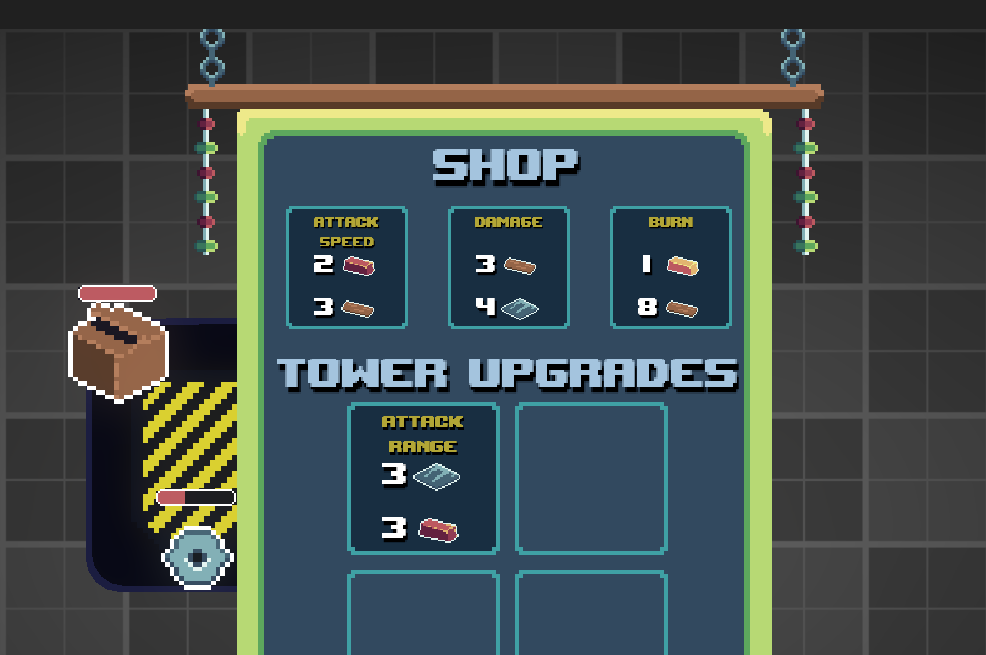 SHOP
ATTACK
SPEED
2
3
DAMAGE
3
4
BURN
1
8
TOWER UPGRADES
ATTACK
RANGE
3
3